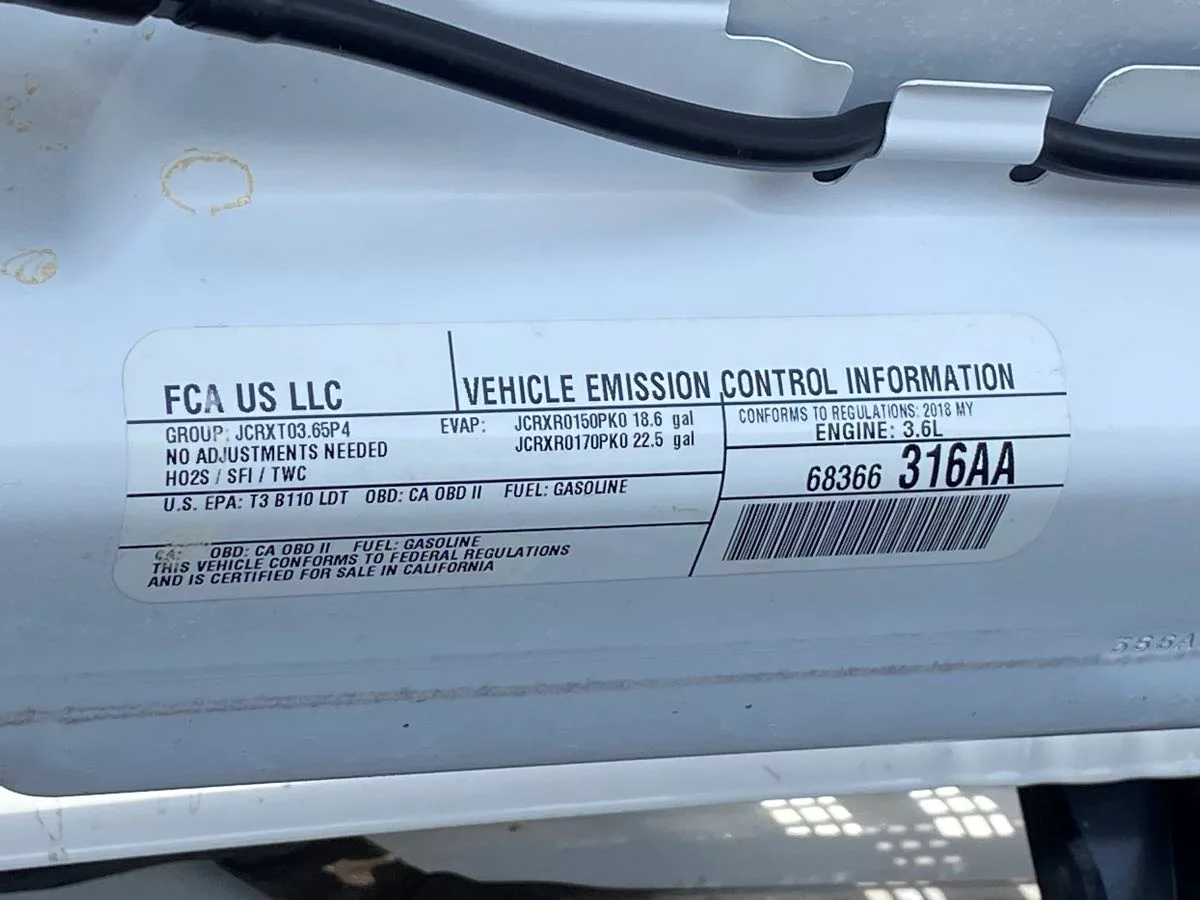 FCA US LLC
VEHICLE EMISSION CONTROL INFORMATION
GROUP: JCRXT03.65P4
NO ADJUSTMENTS NEEDED
HO2S / SFI / TWC
EVAP: JCRXR0150PK0 18.6 gal
JCRXR0170PK0 22.5 gal
CONFORMS TO REGULATIONS: 2018 MY
ENGINE: 3.6L
68366 316AA
U.S. EPA: T3 B110 LDT OBD: CA OBD II FUEL: GASOLINE
CA: OBD: CA OBD II FUEL: GASOLINE
THIS VEHICLE CONFORMS TO FEDERAL REGULATIONS
AND IS CERTIFIED FOR SALE IN CALIFORNIA